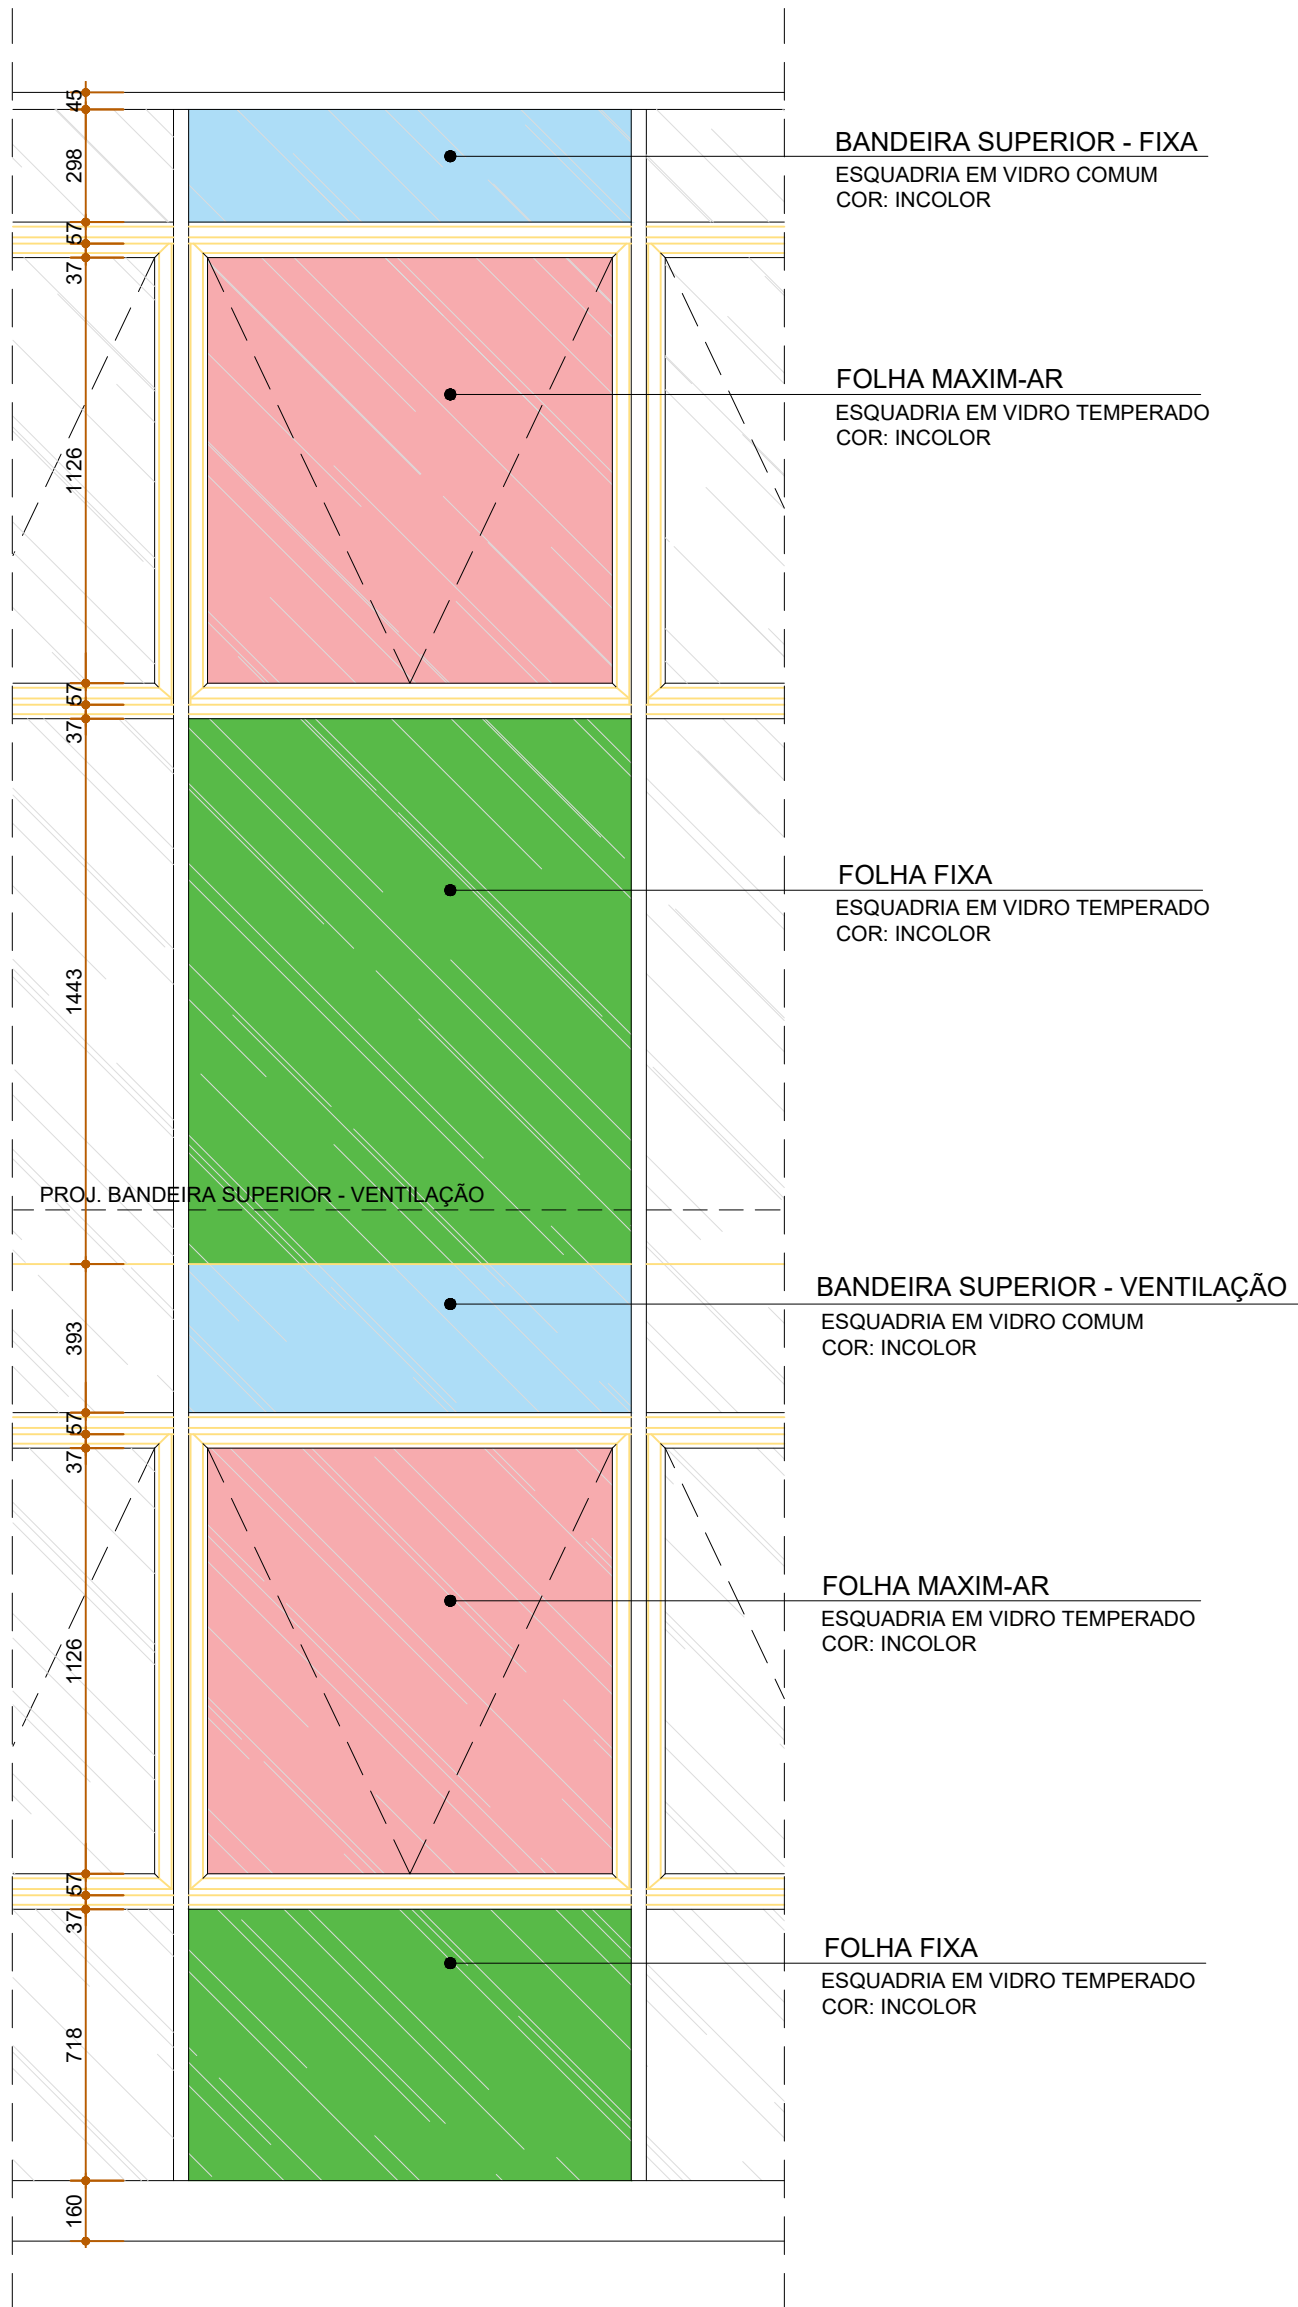 45
298
57
37
1126
57
37
1443
393
57
37
1126
57
37
718
160
BANDEIRA SUPERIOR - FIXA
ESQUADRIA EM VIDRO COMUM
COR: INCOLOR
FOLHA MAXIM-AR
ESQUADRIA EM VIDRO TEMPERADO
COR: INCOLOR
FOLHA FIXA
ESQUADRIA EM VIDRO TEMPERADO
COR: INCOLOR
PROJ. BANDEIRA SUPERIOR - VENTILAÇÃO
BANDEIRA SUPERIOR - VENTILAÇÃO
ESQUADRIA EM VIDRO COMUM
COR: INCOLOR
FOLHA MAXIM-AR
ESQUADRIA EM VIDRO TEMPERADO
COR: INCOLOR
FOLHA FIXA
ESQUADRIA EM VIDRO TEMPERADO
COR: INCOLOR